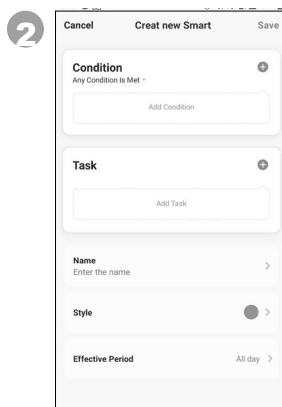 2
Cancel Creat new Smart Save
Condition
Any Condition Is Met
Add Condition
Task
Add Task
Name
Enter the name
Style
Effective Period All day